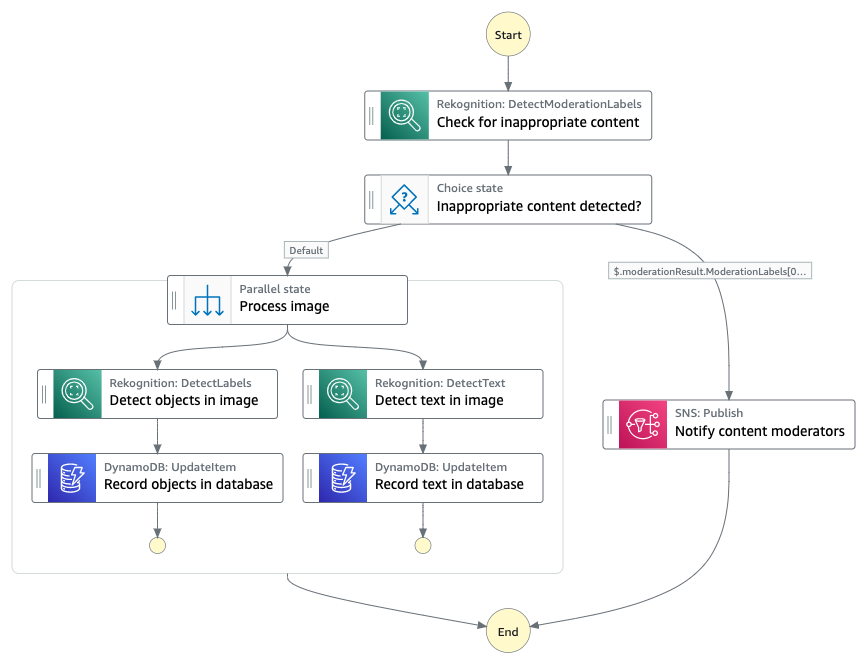 Start
Rekognition: DetectModerationLabels
Check for inappropriate content
Choice state
?
Inappropriate content detected?
Default
$.moderationResult.ModerationLabels[0...
Parallel state
Process image
Rekognition: DetectLabels
Detect objects in image
Rekognition: DetectText
Detect text in image
SNS: Publish
Notify content moderators
DynamoDB: UpdateItem
Record objects in database
DynamoDB: UpdateItem
Record text in database
End